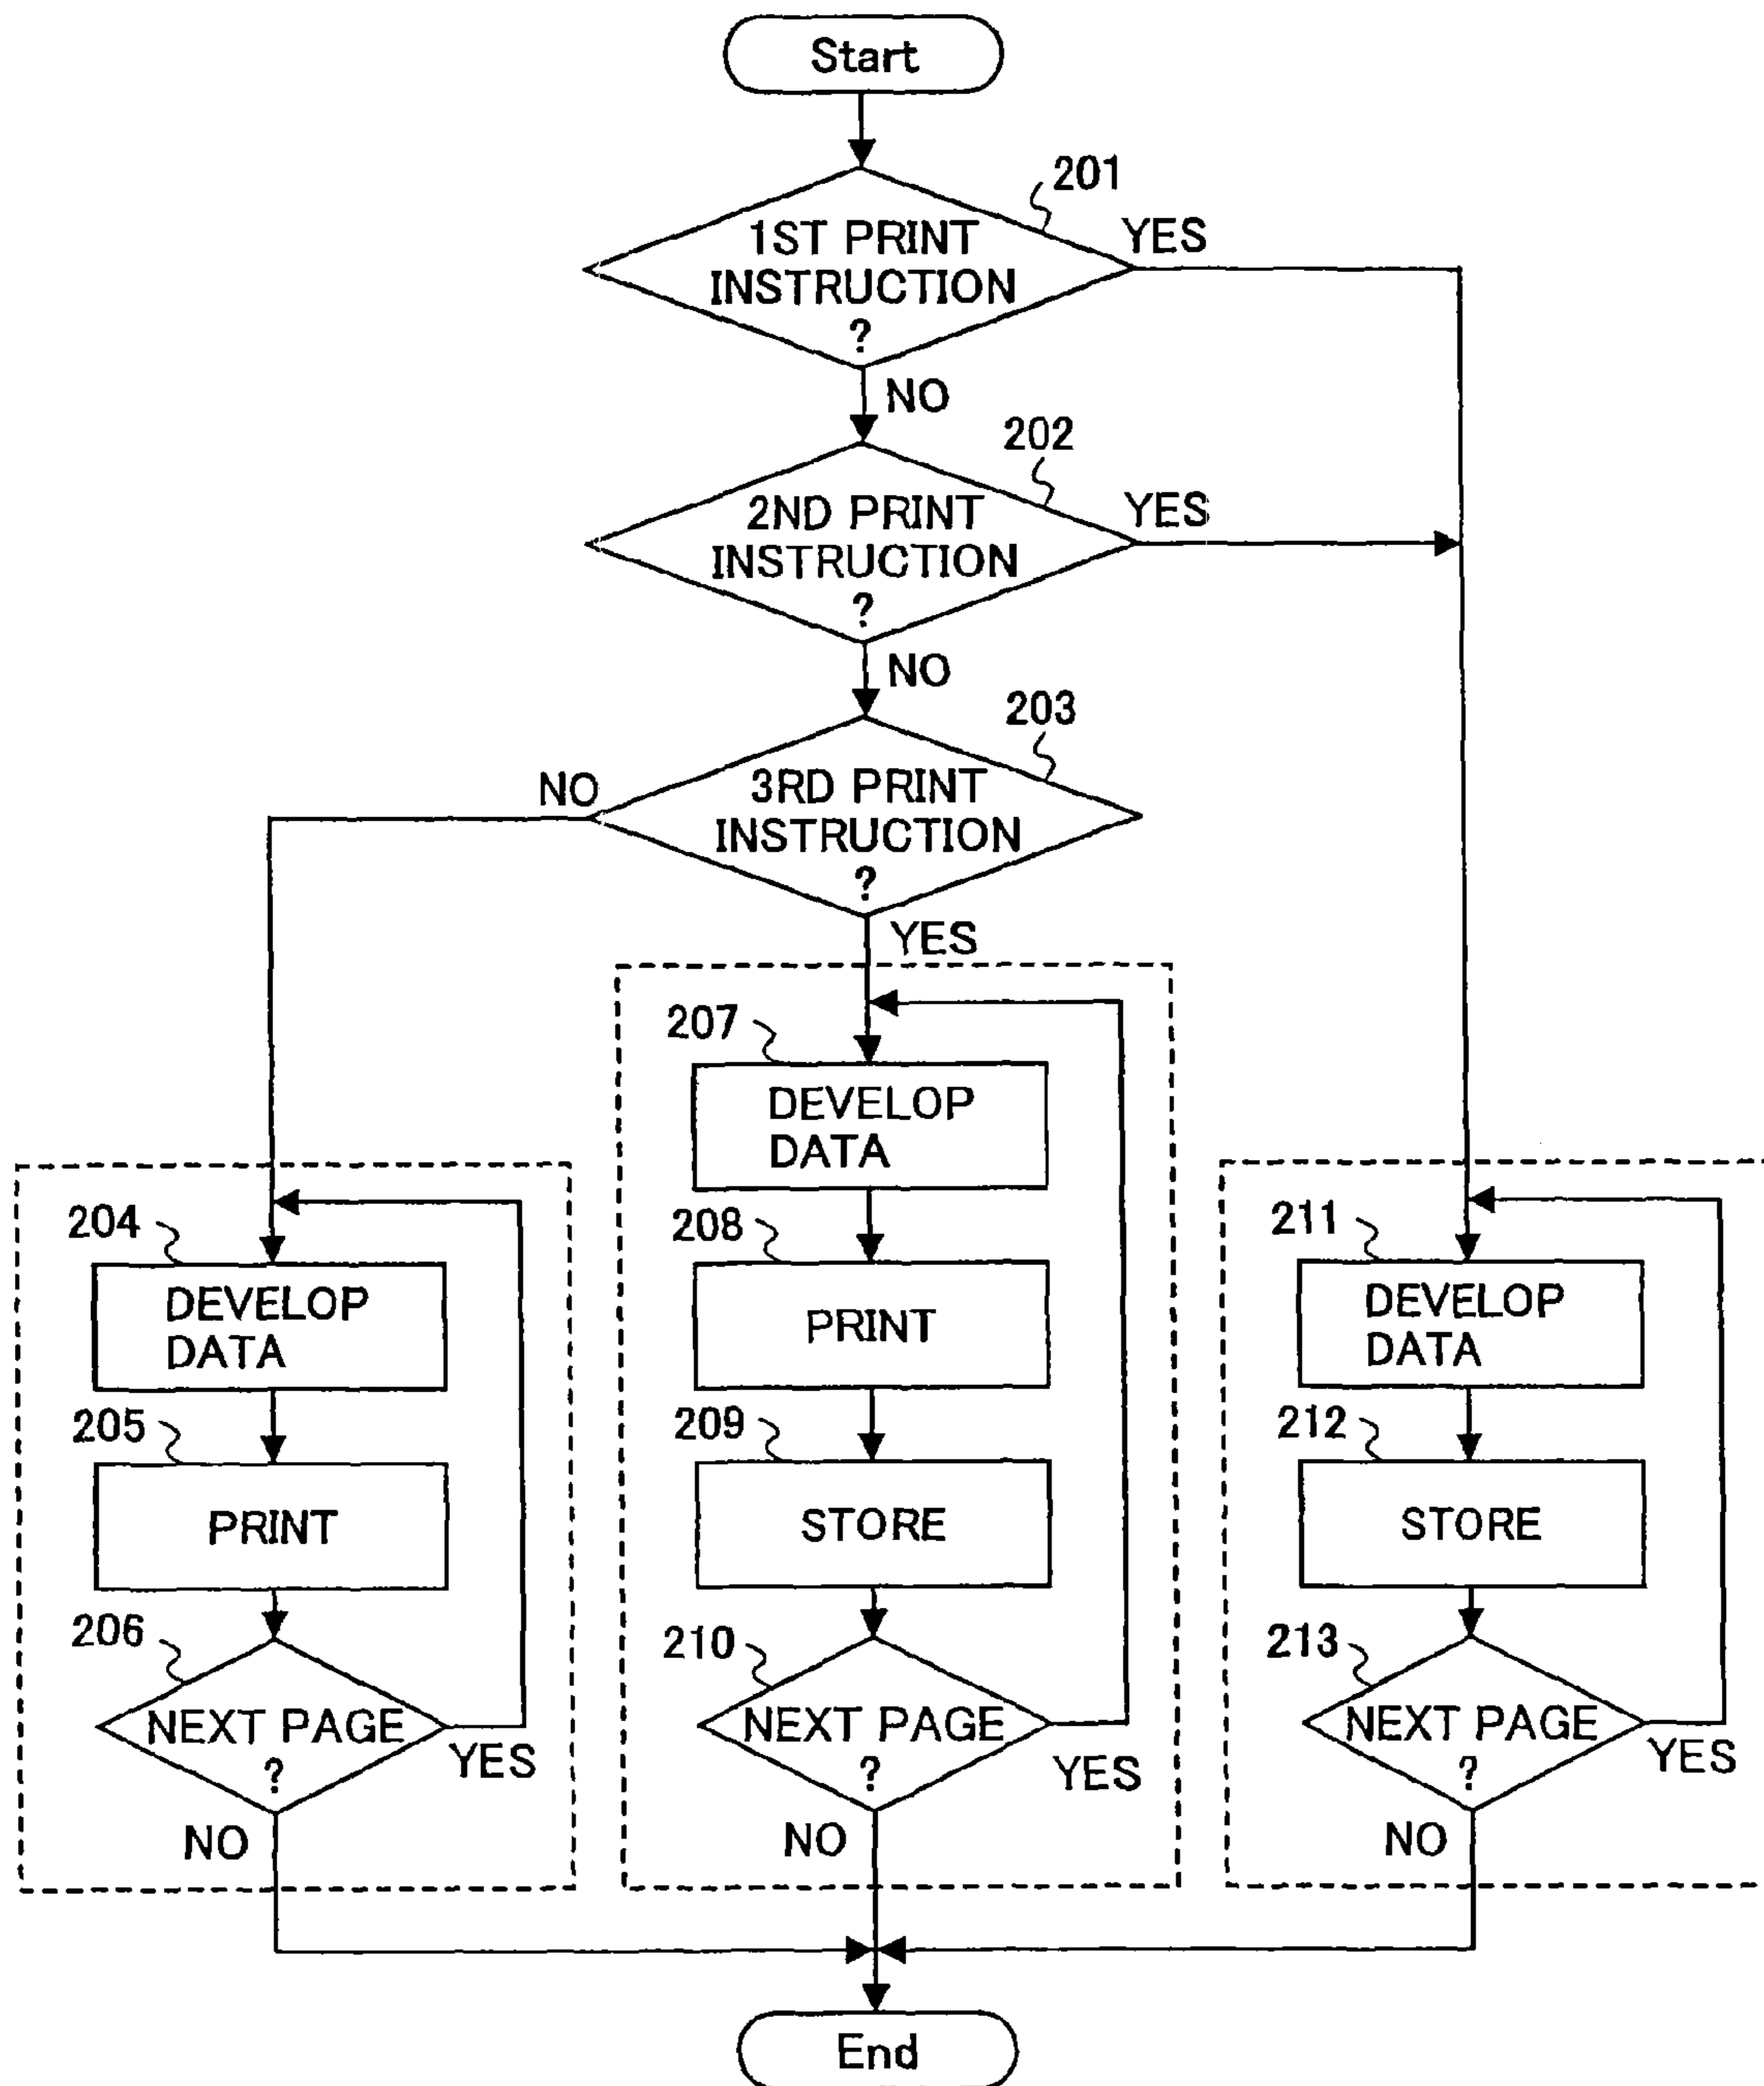 Start
201
1ST PRINT
INSTRUCTION
?
YES
NO
202
2ND PRINT
INSTRUCTION
?
YES
NO
203
3RD PRINT
INSTRUCTION
?
NO
YES
204
DEVELOP
DATA
205
PRINT
206
NEXT PAGE
?
YES
NO
207
DEVELOP
DATA
208
PRINT
209
STORE
210
NEXT PAGE
?
YES
NO
211
DEVELOP
DATA
212
STORE
213
NEXT PAGE
?
YES
NO
End